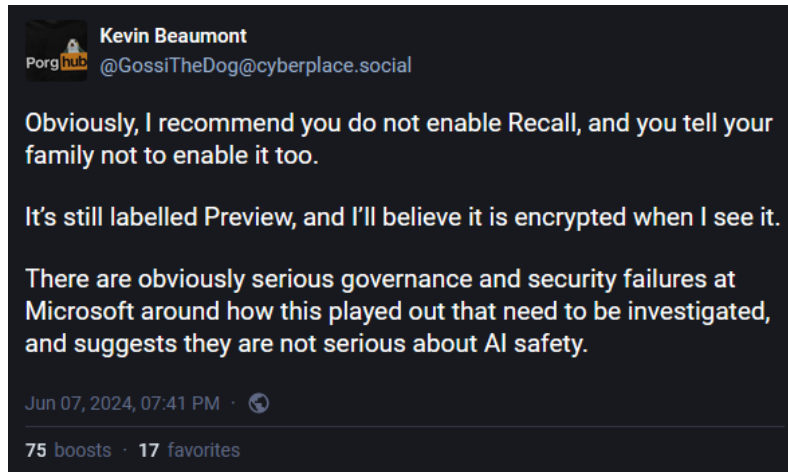 Porg hub
Kevin Beaumont
@GossiTheDog@cyberplace.social
Obviously, I recommend you do not enable Recall, and you tell your
family not to enable it too.
It’s still labelled Preview, and I’ll believe it is encrypted when I see it.
There are obviously serious governance and security failures at
Microsoft around how this played out that need to be investigated,
and suggests they are not serious about AI safety.
Jun 07, 2024, 07:41 PM ·
75 boosts · 17 favorites